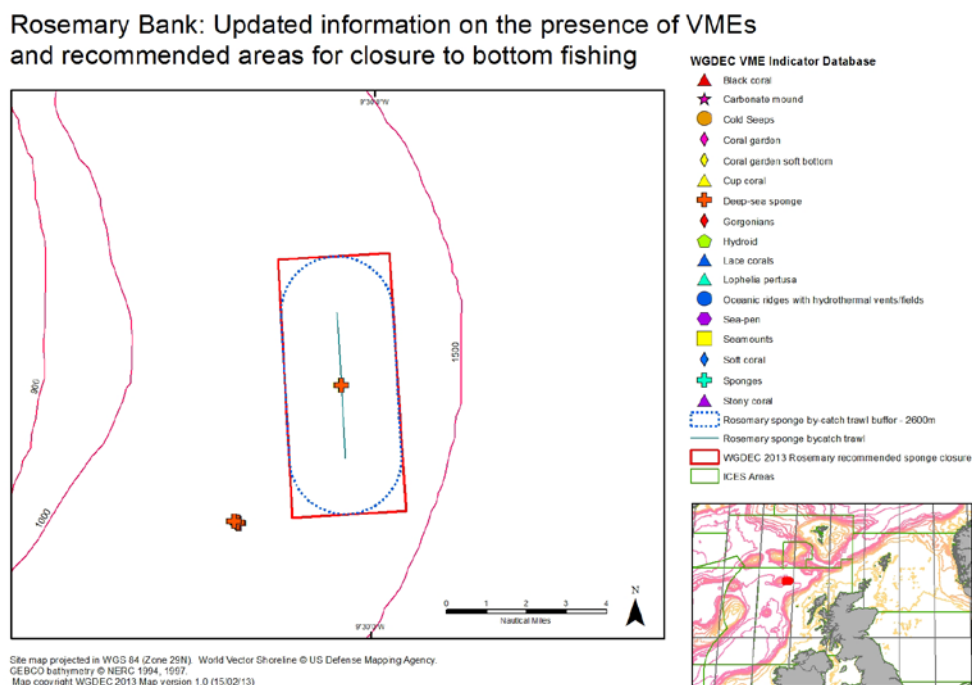 Rosemary Bank: Updated information on the presence of VMEs
and recommended areas for closure to bottom fishing
WGDEC VME Indicator Database
Black coral
Carbonate mound
Cold Seeps
Coral garden
Coral garden soft bottom
Cup coral
Deep-sea sponge
Gorgonians
Hydroid
Lace corals
Lophelia pertusa
Oceanic ridges with hydrothermal vents/fields
Sea-pen
Seamounts
Soft coral
Sponges
Stony coral
Rosemary sponge by-catch trawl buffor - 2600m
Rosemary sponge bycatch trawl
WGDEC 2013 Rosemary recommended sponge closure
ICES Areas
900
1000
1500
N
0 1 2 3 4
Nautical Miles
Site map projected in WGS 84 (Zone 29N). World Vector Shoreline © US Defense Mapping Agency.
GEBCO bathymetry © NERC 1994, 1997.
Map copyright WGDEC 2013 Map version 1.0 (15/02/13)